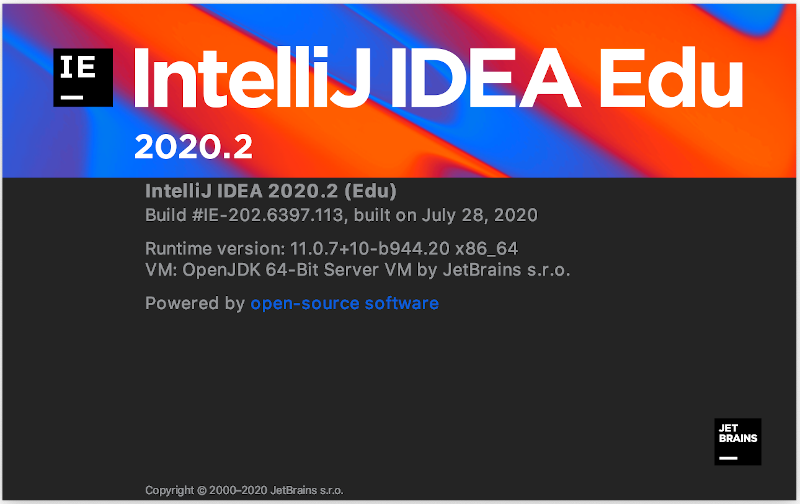 IE
IntelliJ IDEA Edu
2020.2
IntelliJ IDEA 2020.2 (Edu)
Build #IE-202.6397.113, built on July 28, 2020
Runtime version: 11.0.7+10-b944.20 x86_64
VM: OpenJDK 64-Bit Server VM by JetBrains s.r.o.
Powered by open-source software
JET
BRAINS
Copyright © 2000–2020 JetBrains s.r.o.